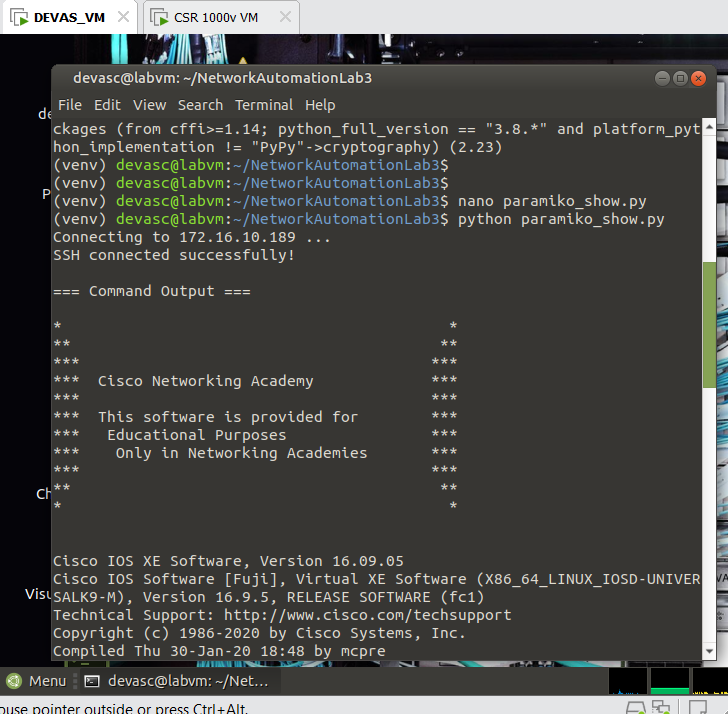 DEVAS_VM
CSR 1000v VM
devasc@labvm: ~/NetworkAutomationLab3
File Edit View Search Terminal Help
ckages (from cffi>=1.14; python_full_version == "3.8.*" and platform_pyt
hon_implementation != "PyPy"->cryptography) (2.23)
(venv) devasc@labvm:~/NetworkAutomationLab3$
(venv) devasc@labvm:~/NetworkAutomationLab3$
(venv) devasc@labvm:~/NetworkAutomationLab3$ nano paramiko_show.py
(venv) devasc@labvm:~/NetworkAutomationLab3$ python paramiko_show.py
Connecting to 172.16.10.189 ...
SSH connected successfully!
=== Command Output ===
*                                           *
**                                         **
***                                       ***
***  Cisco Networking Academy             ***
***                                       ***
***  This software is provided for        ***
***   Educational Purposes                ***
***    Only in Networking Academies       ***
***                                       ***
**                                         **
*                                           *
Cisco IOS XE Software, Version 16.09.05
Cisco IOS Software [Fuji], Virtual XE Software (X86_64_LINUX_IOSD-UNIVER
SALK9-M), Version 16.9.5, RELEASE SOFTWARE (fc1)
Technical Support: http://www.cisco.com/techsupport
Copyright (c) 1986-2020 by Cisco Systems, Inc.
Compiled Thu 30-Jan-20 18:48 by mcpre
de
P
Ch
Visu
Menu
devasc@labvm: ~/Net...
ouse pointer outside or press Ctrl+Alt.